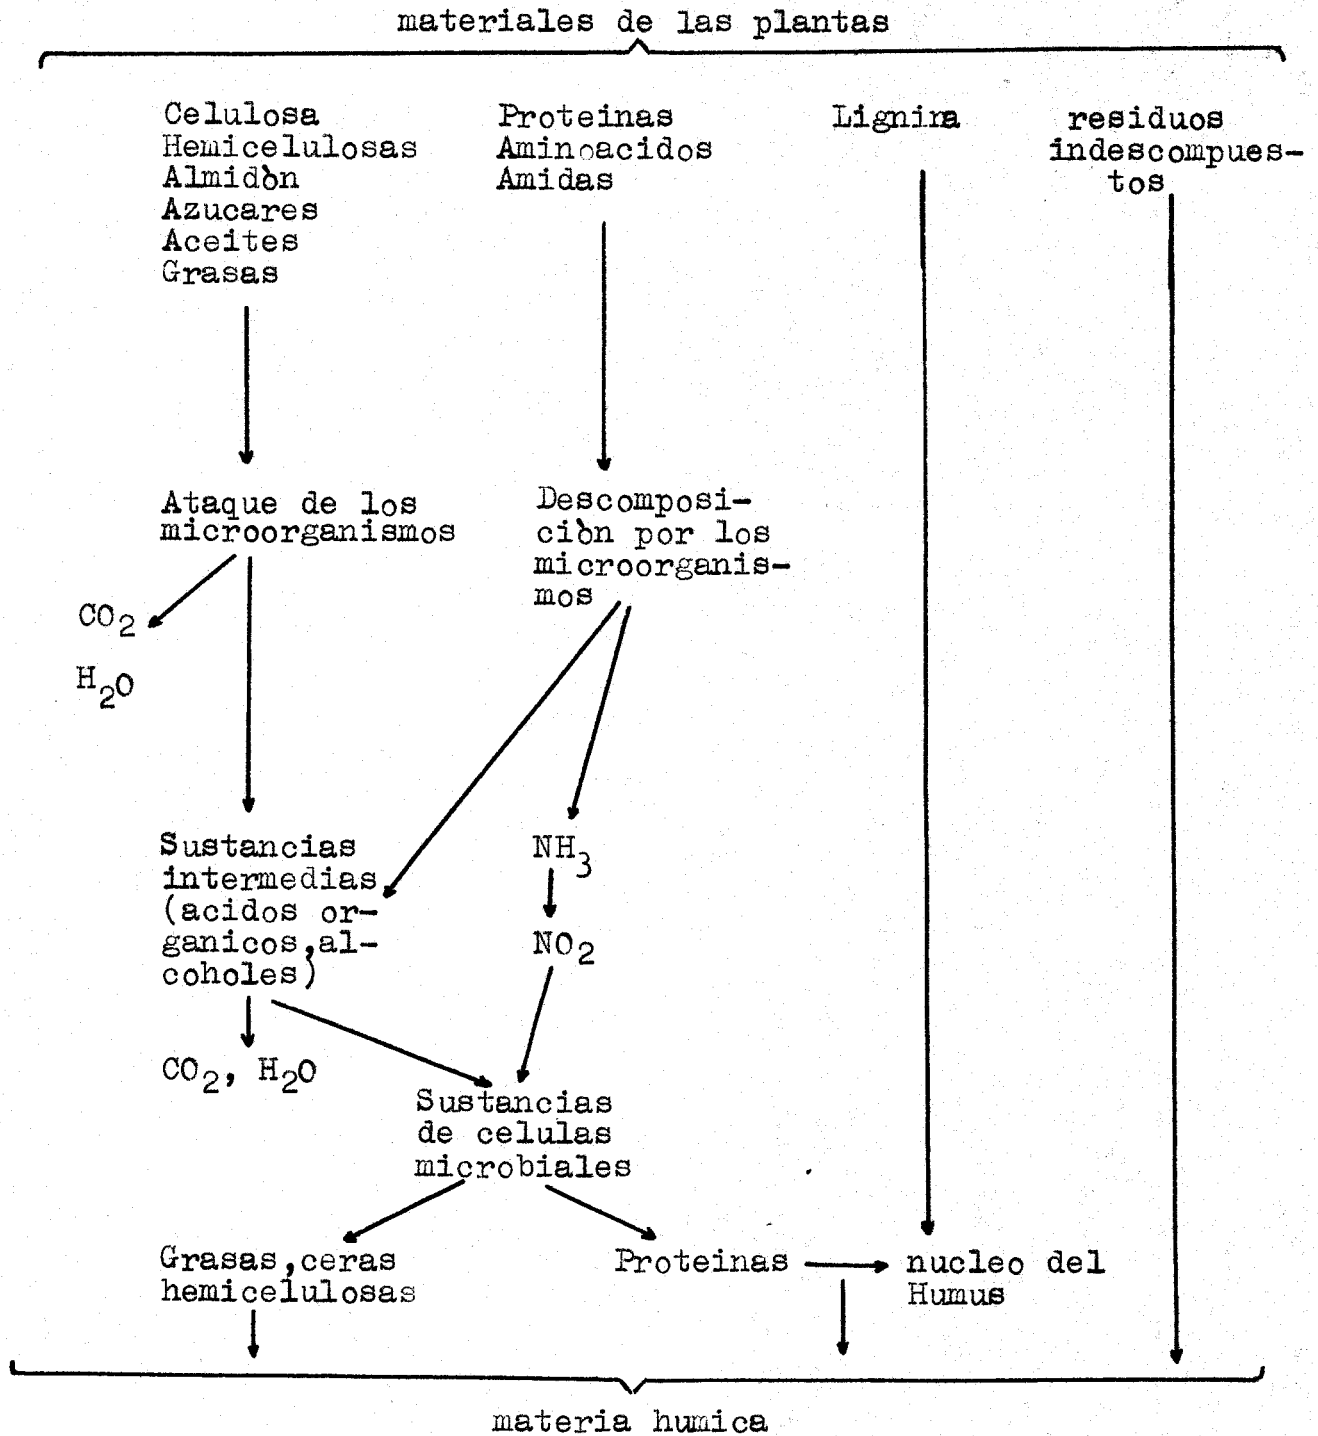 materiales de las plantas
Celulosa
Hemicelulosas
Almidòn
Azucares
Aceites
Grasas
Proteinas
Aminoacidos
Amidas
Lignina
residuos
indescompues-
tos
Ataque de los
microorganismos
Descomposi-
ciòn por los
microorganis-
mos
CO2
H2O
Sustancias
intermedias
(acidos or-
ganicos,al-
coholes)
NH3
NO2
CO2, H2O
Sustancias
de celulas
microbiales
Grasas,ceras
hemicelulosas
Proteinas
nucleo del
Humus
materia humica